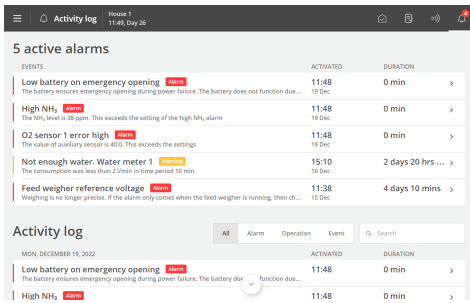 Activity log
House 1
11:49, Day 26
4
5 active alarms
EVENTS ACTIVATED DURATION
Low battery on emergency opening Alarm 11:48 0 min
The battery ensures emergency opening during power failure. The battery does not function due... 19 Dec
High NH₃ Alarm 11:48 0 min
The NH₃ level is 38 ppm. This exceeds the setting of the high NH₃ alarm 19 Dec
O2 sensor 1 error high Alarm 11:48 0 min
The value of auxiliary sensor is 40.0. This exceeds the settings 19 Dec
Not enough water. Water meter 1 Warning 15:10 2 days 20 hrs ...
The consumption was less than 2 l/min in time period 10 min. 16 Dec
Feed weigher reference voltage Alarm 11:38 4 days 10 mins
Weighing is no longer precise. If the alarm only comes when the feed weigher is running, then ch... 15 Dec
Activity log All Alarm Operation Event Search
MON, DECEMBER 19, 2022 ACTIVATED DURATION
Low battery on emergency opening Alarm 11:48 0 min
The battery ensures emergency opening during power failure. The battery does function due...
High NH₃ Alarm 11:48 0 min